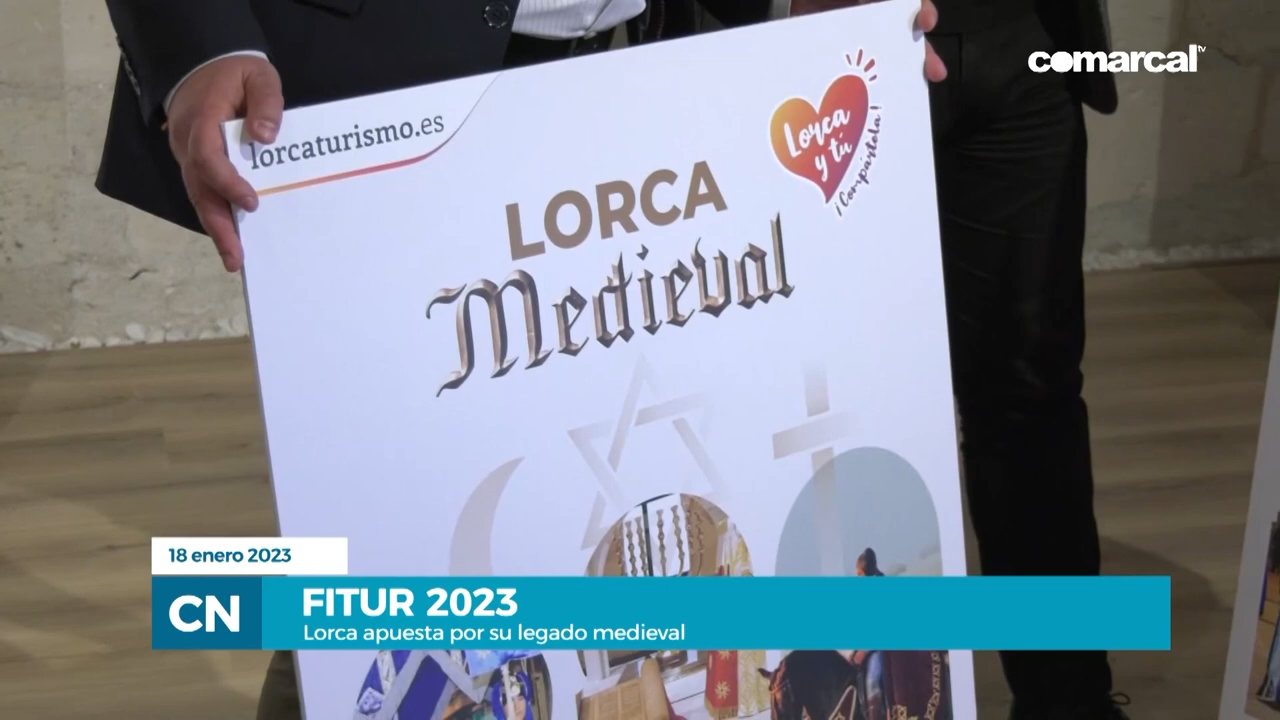 comarcal tv
lorcaturismo.es
Lorca
y tú
¡Compártela!
LORCA
Medieval
18 enero 2023
CN
FITUR 2023
Lorca apuesta por su legado medieval